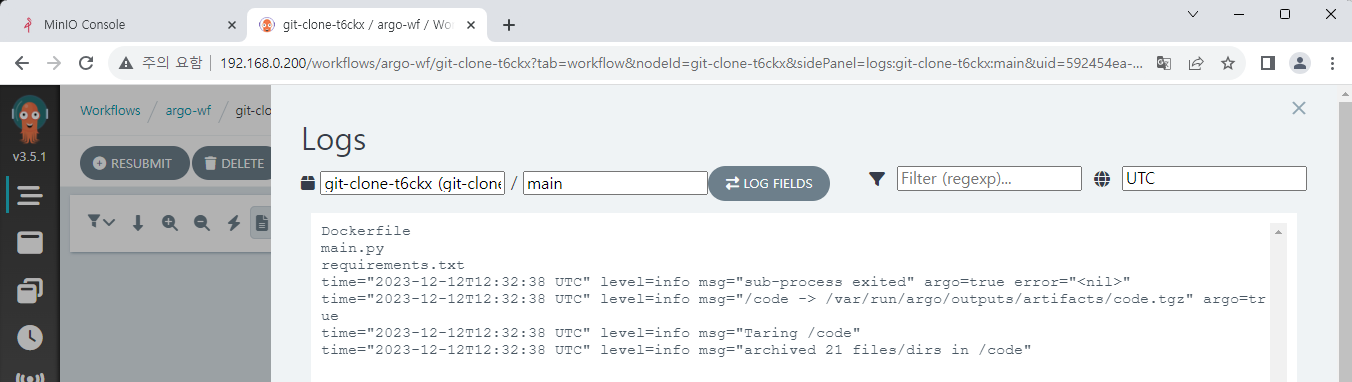 MinIO Console
git-clone-t6ckx / argo-wf / Wo
주의 요함 | 192.168.0.200/workflows/argo-wf/git-clone-t6ckx?tab=workflow&nodeId=git-clone-t6ckx&sidePanel=logs:git-clone-t6ckx:main&uid=592454ea-...
Workflows / argo-wf / git-clo
v3.5.1
RESUBMIT DELETE
Logs
git-clone-t6ckx (git-clone / main LOG FIELDS Filter (regexp)... UTC
Dockerfile
main.py
requirements.txt
time="2023-12-12T12:32:38 UTC" level=info msg="sub-process exited" argo=true error="<nil>"
time="2023-12-12T12:32:38 UTC" level=info msg="/code -> /var/run/argo/outputs/artifacts/code.tgz" argo=tr
ue
time="2023-12-12T12:32:38 UTC" level=info msg="Taring /code"
time="2023-12-12T12:32:38 UTC" level=info msg="archived 21 files/dirs in /code"